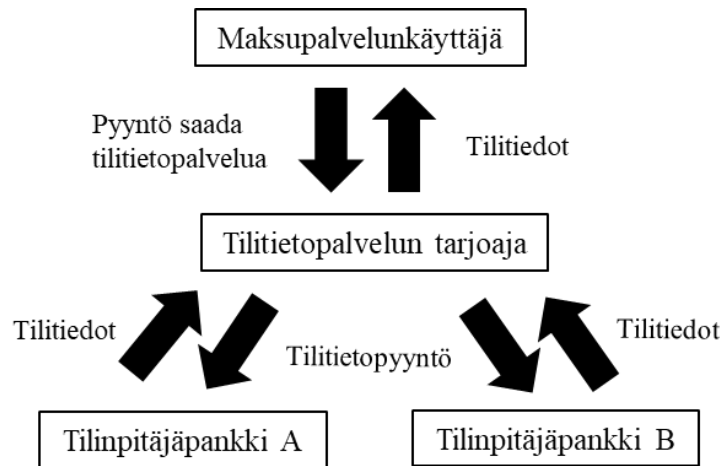 Maksupalvelunkäyttäjä
Pyyntö saada
tilitietopalvelua
Tilitiedot
Tilitietopalvelun tarjoaja
Tilitiedot
Tilitietopyyntö
Tilitiedot
Tilinpitäjäpankki A
Tilinpitäjäpankki B